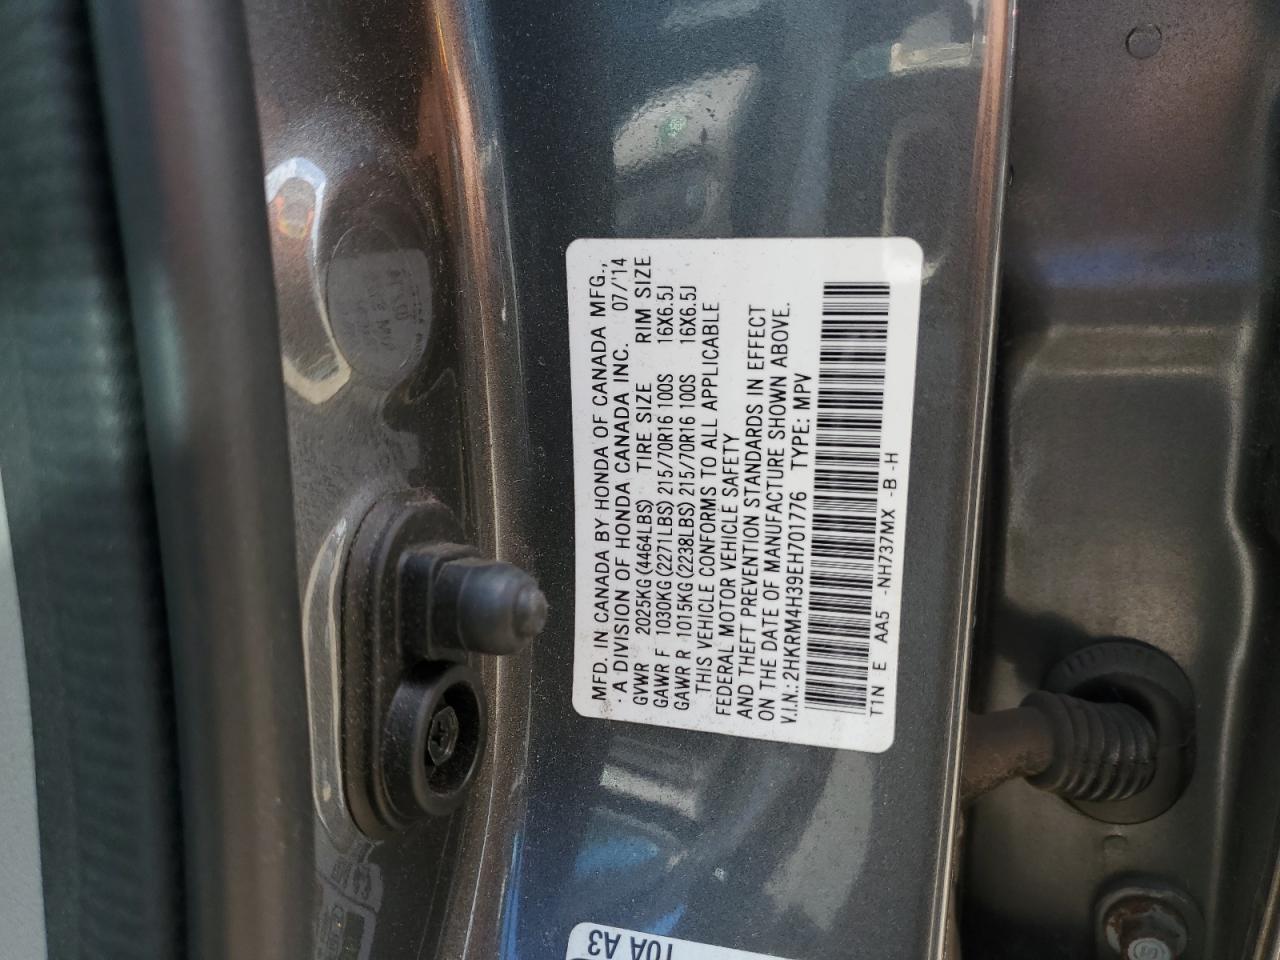 MFD. IN CANADA BY HONDA OF CANADA MFG.,
A DIVISION OF HONDA CANADA INC. 07/'14
GVWR 2025KG(4464LBS) TIRE SIZE RIM SIZE
GAWR F 1030KG(2271LBS)215/70R16 100S 16X6.5J
GAWR R 1015KG(2238LBS)215/70R16 100S 16X6.5J
THIS VEHICLE CONFORMS TO ALL APPLICABLE
FEDERAL MOTOR VEHICLE SAFETY
AND THEFT PREVENTION STANDARDS IN EFFECT
ON THE DATE OF MANUFACTURE SHOWN ABOVE.
V.I.N.:2HKRM4H39EH701776 TYPE: MPV
T1N E AA5 -NH737MX -B -H
10A A3